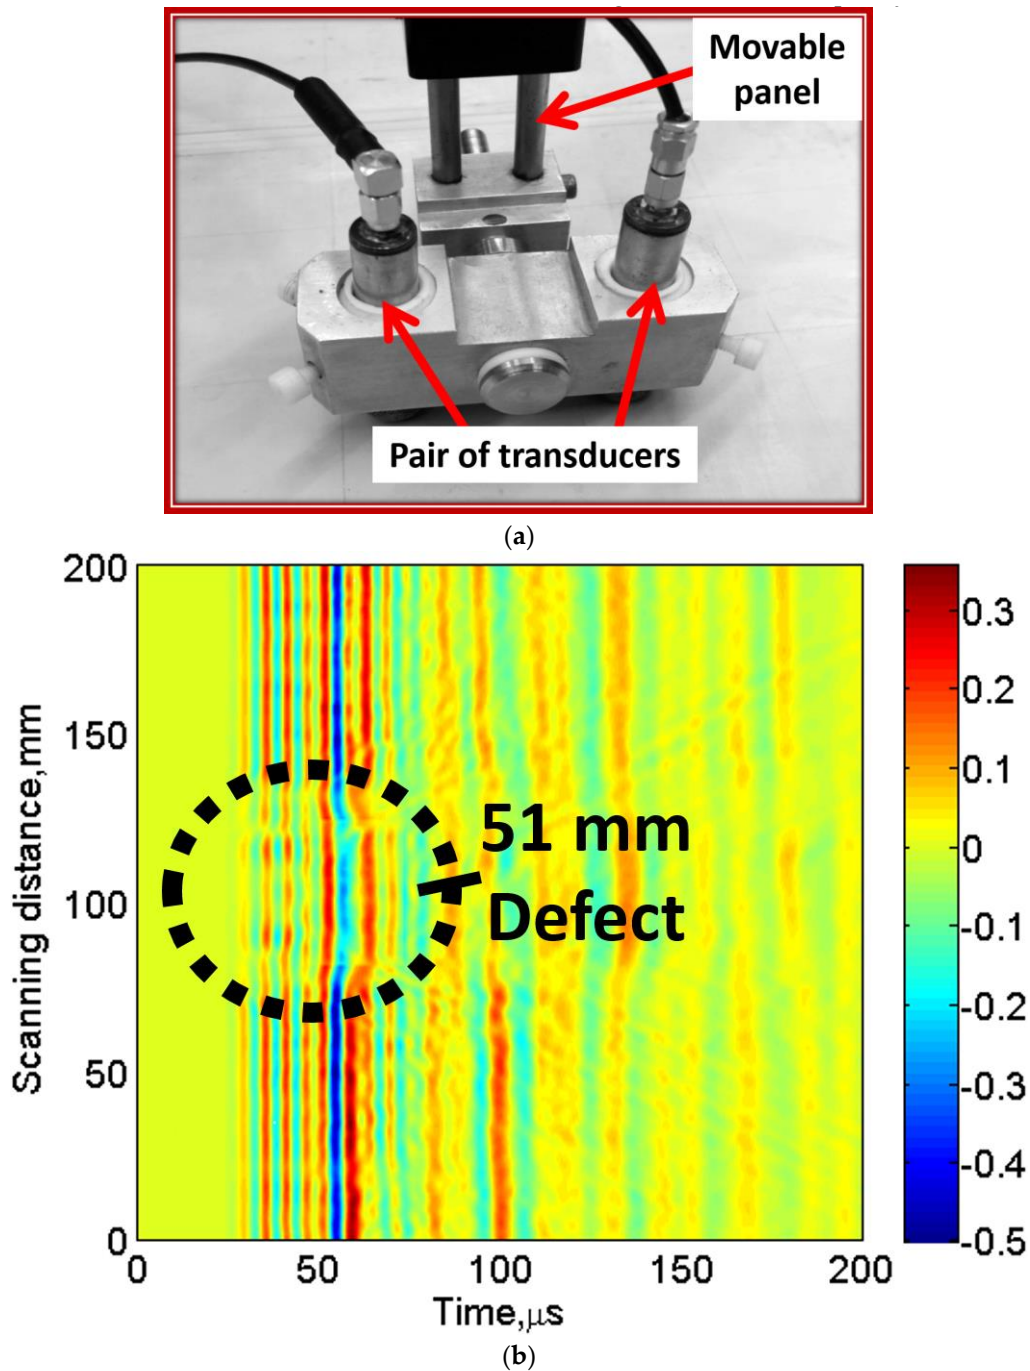 Movable
panel
Pair of transducers
(a)
200
150
100
50
0
Scanning distance,mm
51 mm
Defect
0
50
100
150
200
Time,μs
0.3
0.2
0.1
0
-0.1
-0.2
-0.3
-0.4
-0.5
(b)